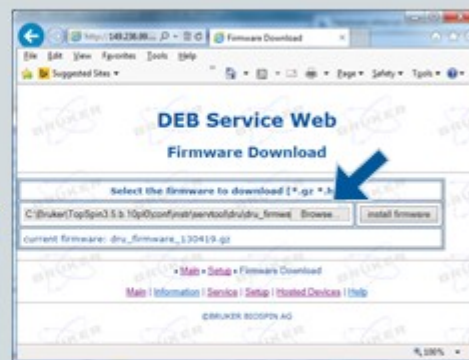 Firmware Download
File Edit View Favorites Tools Help
Suggested Sites Page Safety Tools
DEB Service Web
Firmware Download
Select the firmware to download [*.gz
Browse... install firmware
current firmware: dru_firmware_130419.gz
• Main • Setup • Firmware Download
Main | Information | Service | Setup | Hosted Devices | Help
©BRUKER BIOSPIN AG
100%